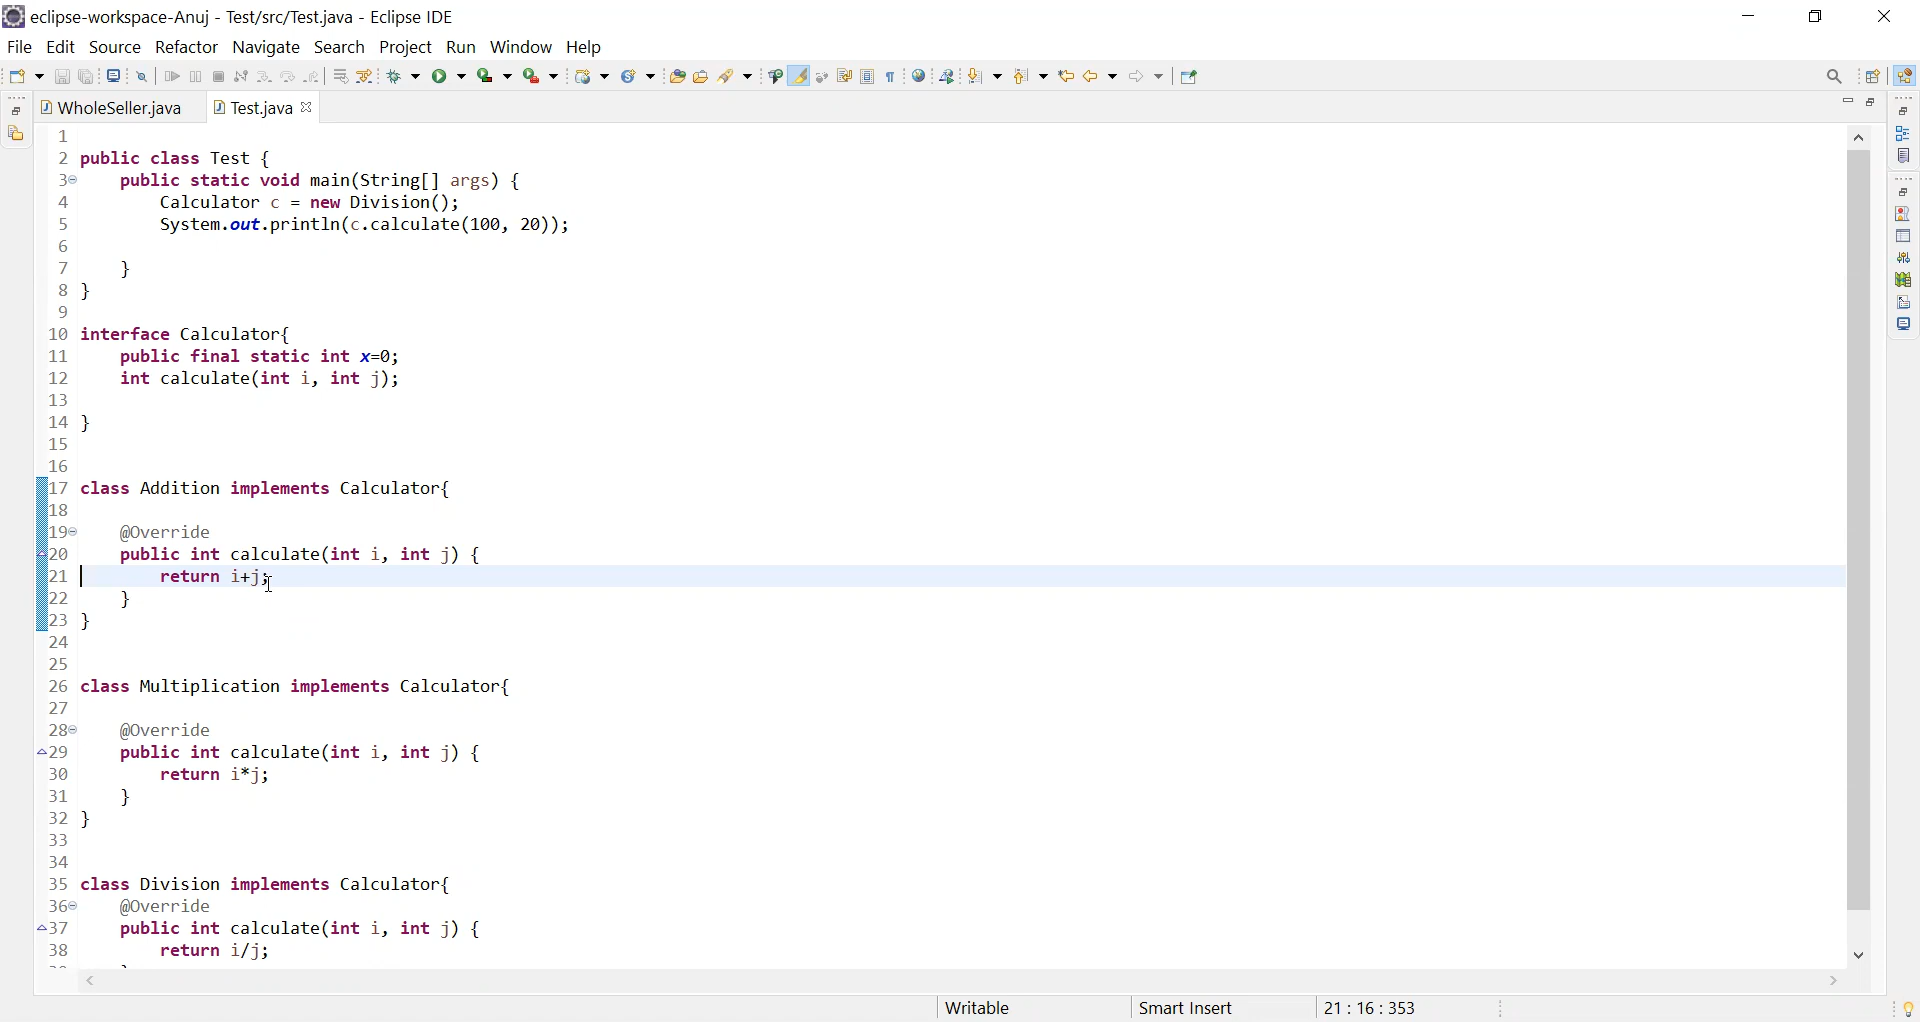 eclipse-workspace-Anuj - Test/src/Test.java - Eclipse IDE
File Edit Source Refactor Navigate Search Project Run Window Help
WholeSeller.java Test.java
1
2 public class Test {
3 public static void main(String[] args) {
4 Calculator c = new Division();
5 System.out.println(c.calculate(100, 20));
6
7 }
8 }
9
10 interface Calculator{
11 public final static int x=0;
12 int calculate(int i, int j);
13
14 }
15
16
17 class Addition implements Calculator{
18
19 @Override
20 public int calculate(int i, int j) {
21 return i+j;
22 }
23 }
24
25
26 class Multiplication implements Calculator{
27
28 @Override
29 public int calculate(int i, int j) {
30 return i*j;
31 }
32 }
33
34
35 class Division implements Calculator{
36 @Override
37 public int calculate(int i, int j) {
38 return i/j;
Writable Smart Insert 21 : 16 : 353